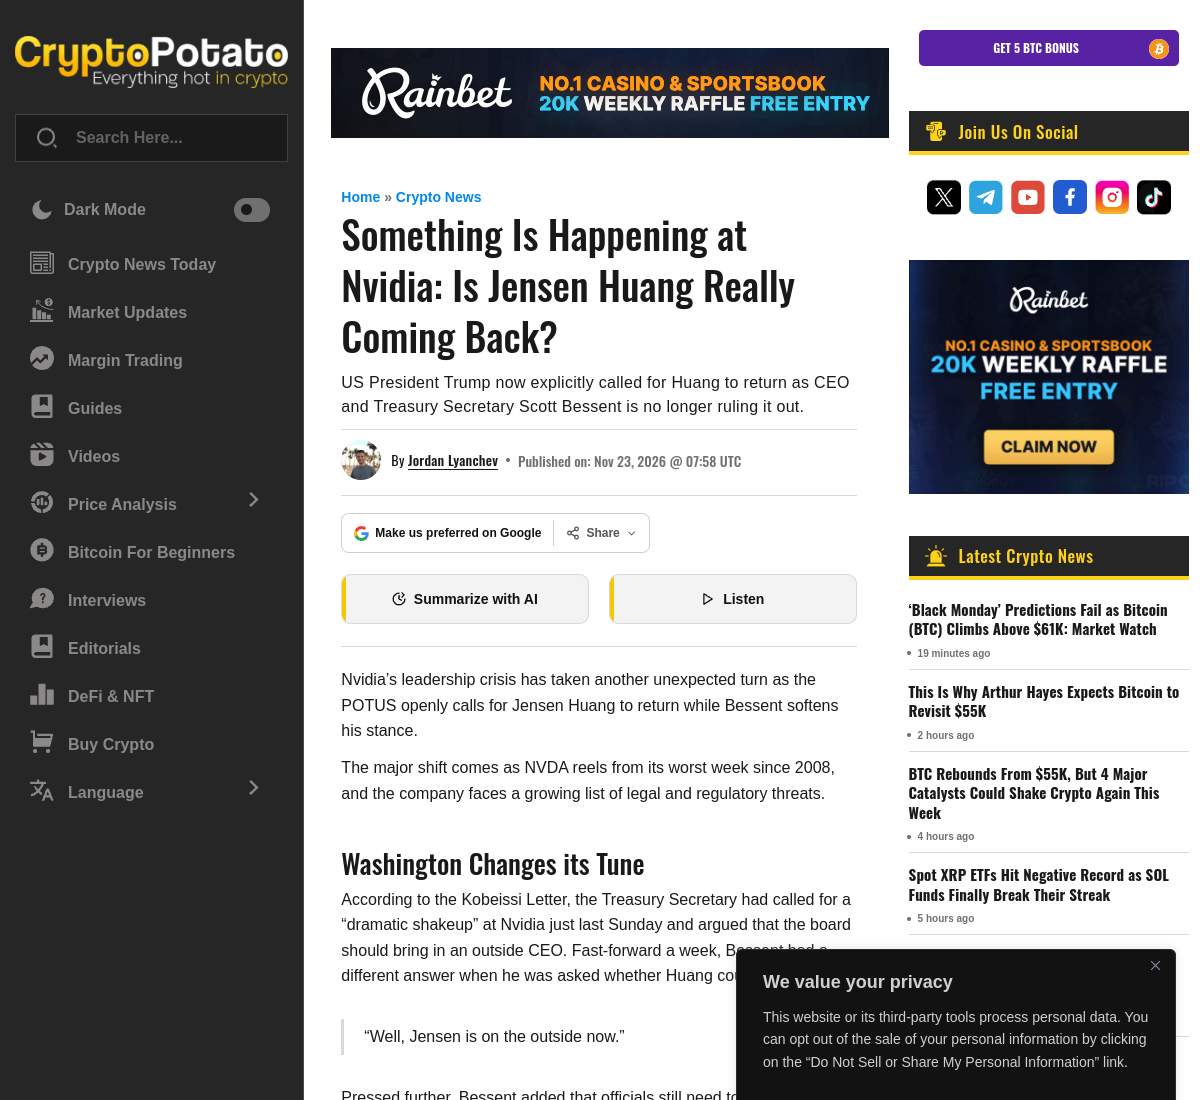 CryptoPotato
Everything hot in crypto
Search Here...
Dark Mode
Crypto News Today
Market Updates
Margin Trading
Guides
Videos
Price Analysis
Bitcoin For Beginners
Interviews
Editorials
DeFi & NFT
Buy Crypto
Language
Rainbet
NO.1 CASINO & SPORTSBOOK
20K WEEKLY RAFFLE FREE ENTRY
Home » Crypto News
Something Is Happening at
Nvidia: Is Jensen Huang Really
Coming Back?
US President Trump now explicitly called for Huang to return as CEO
and Treasury Secretary Scott Bessent is no longer ruling it out.
By Jordan Lyanchev • Published on: Nov 23, 2026 @ 07:58 UTC
Make us preferred on Google
Share
Summarize with AI
Listen
Nvidia’s leadership crisis has taken another unexpected turn as the
POTUS openly calls for Jensen Huang to return while Bessent softens
his stance.
The major shift comes as NVDA reels from its worst week since 2008,
and the company faces a growing list of legal and regulatory threats.
Washington Changes its Tune
According to the Kobeissi Letter, the Treasury Secretary had called for a
“dramatic shakeup” at Nvidia just last Sunday and argued that the board
should bring in an outside CEO. Fast-forward a week, Bessent had a
different answer when he was asked whether Huang
“Well, Jensen is on the outside now.”
Pressed further, Bessent added that officials still need to
GET 5 BTC BONUS
Join Us On Social
Rainbet
NO.1 CASINO & SPORTSBOOK
20K WEEKLY RAFFLE
FREE ENTRY
CLAIM NOW
Latest Crypto News
‘Black Monday’ Predictions Fail as Bitcoin
(BTC) Climbs Above $61K: Market Watch
19 minutes ago
This Is Why Arthur Hayes Expects Bitcoin to
Revisit $55K
2 hours ago
BTC Rebounds From $55K, But 4 Major
Catalysts Could Shake Crypto Again This
Week
4 hours ago
Spot XRP ETFs Hit Negative Record as SOL
Funds Finally Break Their Streak
5 hours ago
We value your privacy
This website or its third-party tools process personal data. You
can opt out of the sale of your personal information by clicking
on the “Do Not Sell or Share My Personal Information” link.